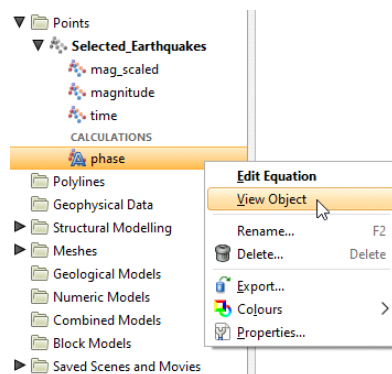 Points
Selected_Earthquakes
mag_scaled
magnitude
time
CALCULATIONS
phase
Polylines
Geophysical Data
Structural Modelling
Meshes
Geological Models
Numeric Models
Combined Models
Block Models
Saved Scenes and Movies
Edit Equation
View Object
Rename... F2
Delete... Delete
Export...
Colours
Properties...